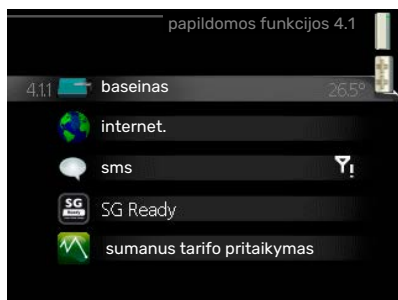 papildomos funkcijos 4.1
4.1.1 baseinas 26.5°
internet.
sms
SG Ready SG Ready
sumanus tarifo pritaikymas